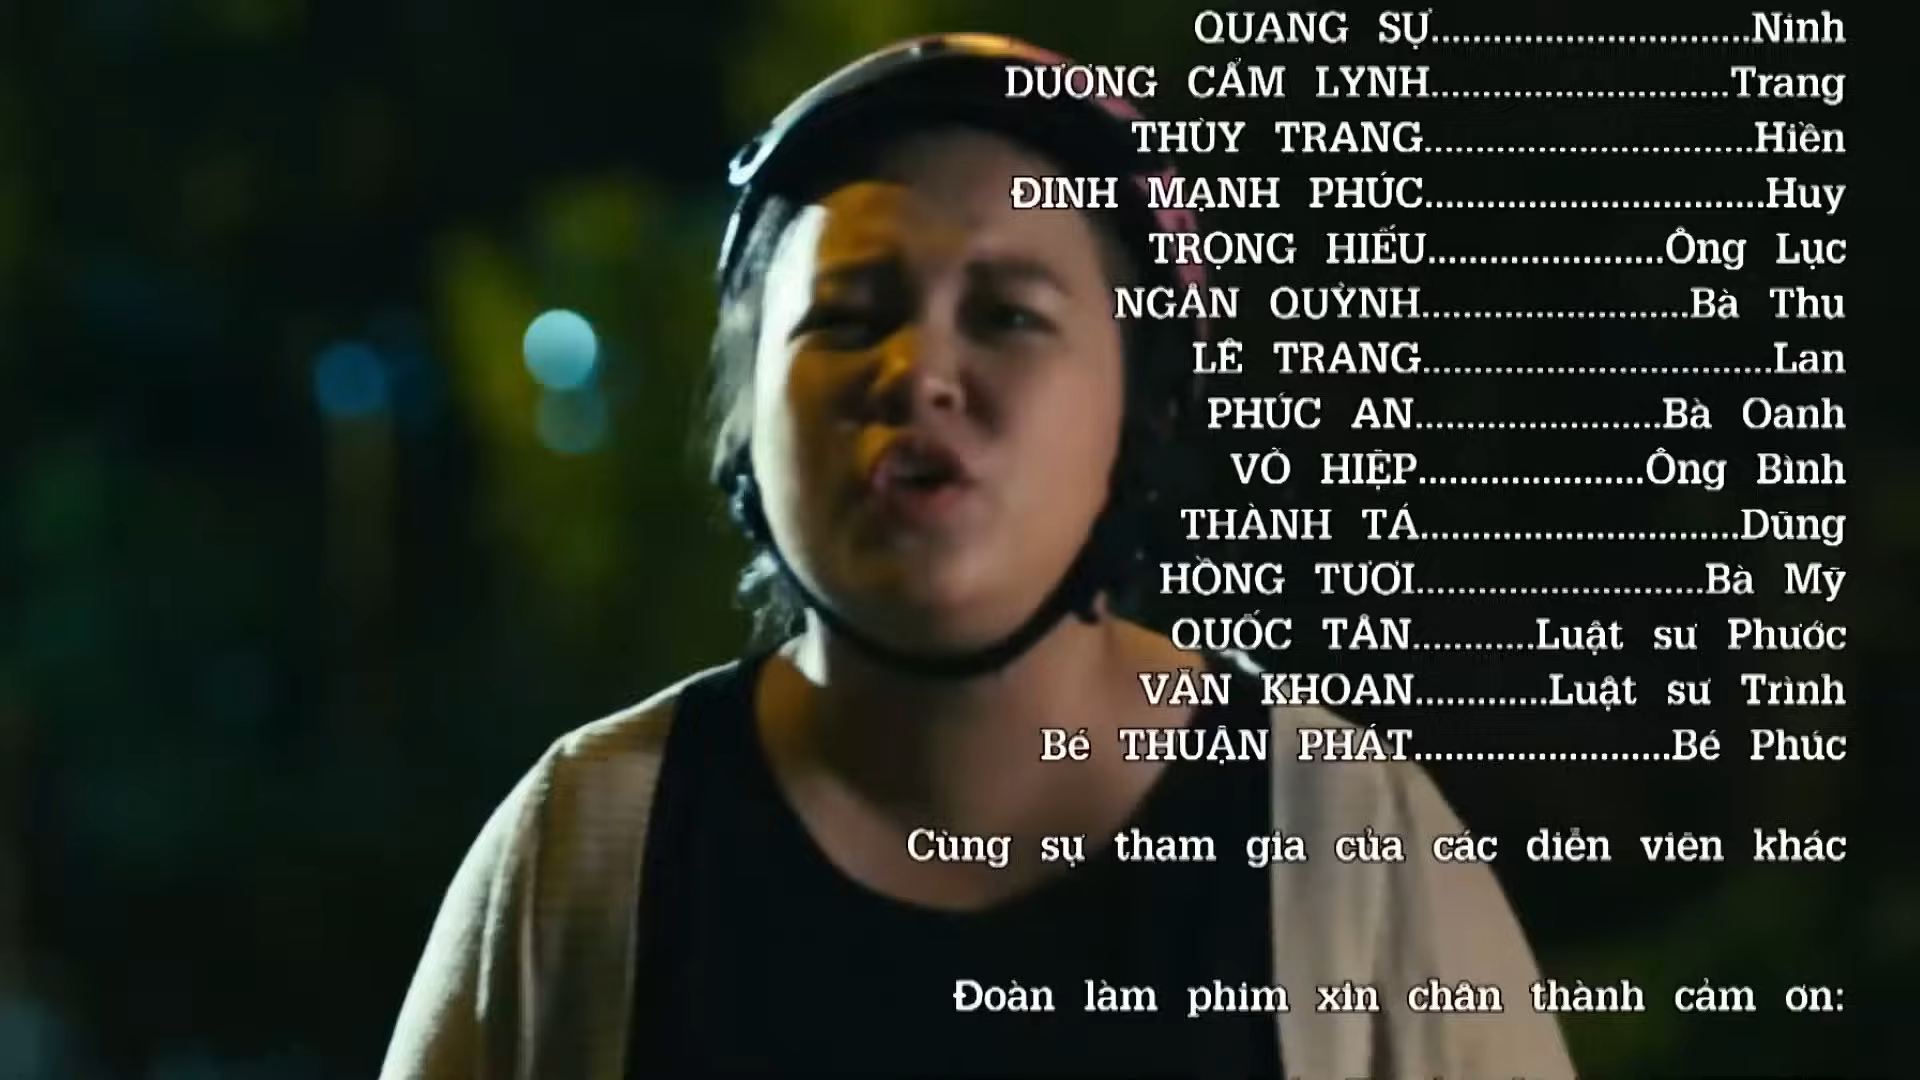 QUANG SỰ..............................Ninh
DƯƠNG CẨM LYNH............................Trang
THÙY TRANG...............................Hiền
ĐINH MẠNH PHÚC................................Huy
TRỌNG HIẾU......................Ông Lục
NGÂN QUỲNH.........................Bà Thu
LÊ TRANG.................................Lan
PHÚC AN.......................Bà Oanh
VÕ HIỆP.....................Ông Bình
THÀNH TÁ..............................Dũng
HỒNG TƯƠI...........................Bà Mỹ
QUỐC TÂN...........Luật sư Phước
VĂN KHOAN............Luật sư Trình
Bé THUẬN PHÁT........................Bé Phúc
Cùng sự tham gia của các diễn viên khác
Đoàn làm phim xin chân thành cảm ơn: